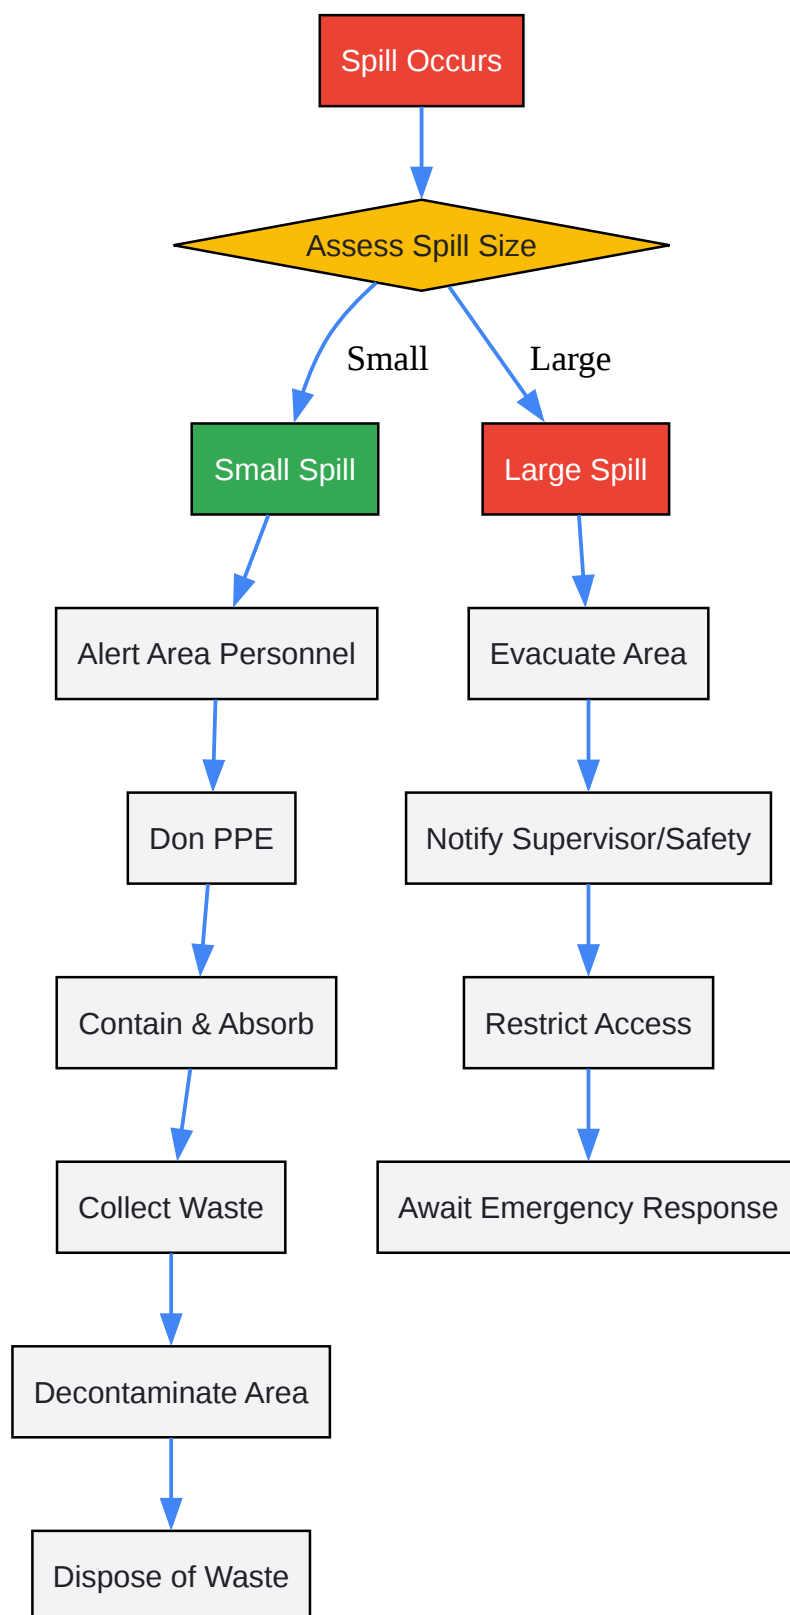 Spill Occurs
Assess Spill Size
Small
Large
Small Spill
Large Spill
Alert Area Personnel
Evacuate Area
Don PPE
Notify Supervisor/Safety
Contain & Absorb
Restrict Access
Collect Waste
Await Emergency Response
Decontaminate Area
Dispose of Waste